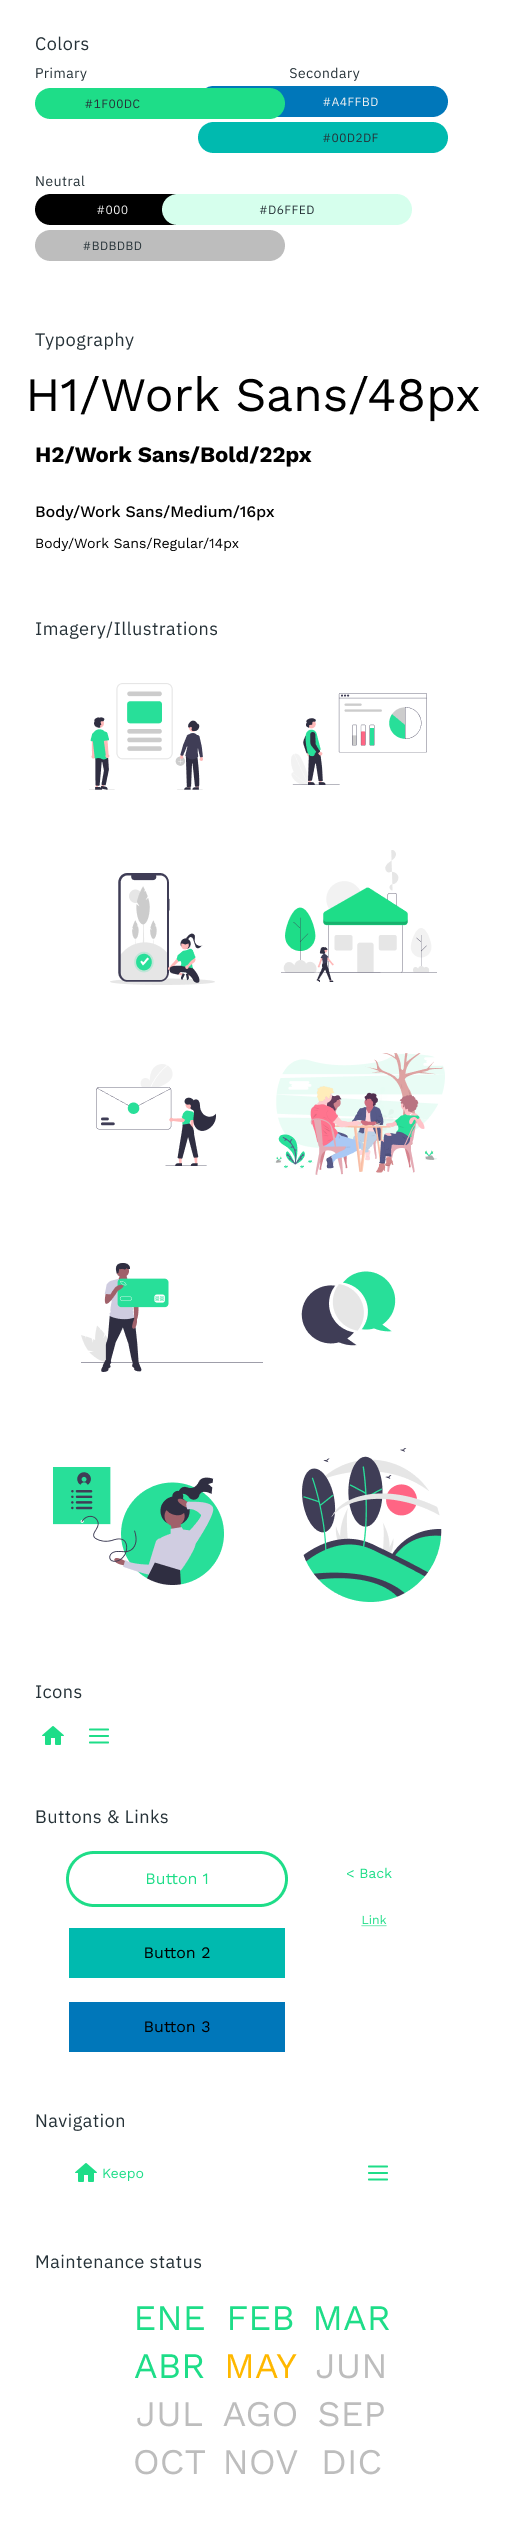 Colors
Primary
Secondary
#1F00DC
#A4FFBD
#00D2DF
Neutral
#000
#D6FFED
#BDBDBD
Typography
H1/Work Sans/48px
H2/Work Sans/Bold/22px
Body/Work Sans/Medium/16px
Body/Work Sans/Regular/14px
Imagery/Illustrations
Icons
Buttons & Links
Button 1
< Back
Link
Button 2
Button 3
Navigation
Keepo
Maintenance status
ENE FEB MAR
ABR MAY JUN
JUL AGO SEP
OCT NOV DIC